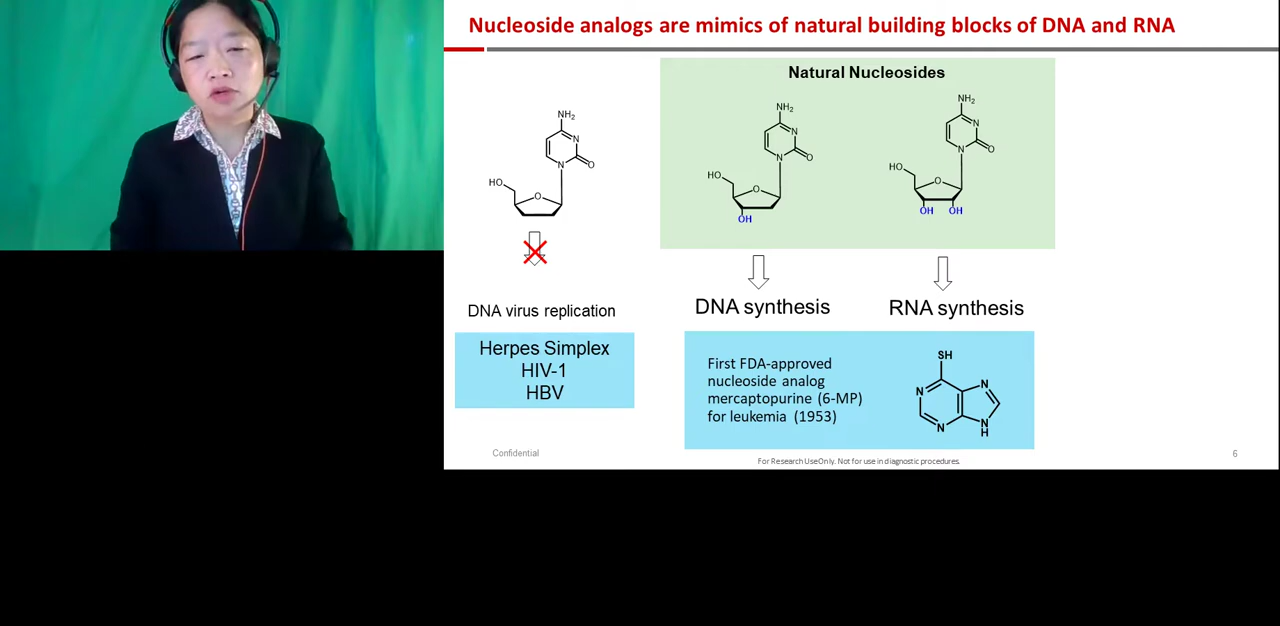 Nucleoside analogs are mimics of natural building blocks of DNA and RNA
Natural Nucleosides
NH₂
N
N
O
HO
O
NH₂
N
N
O
HO
O
OH
NH₂
N
N
O
HO
O
OH OH
DNA virus replication
Herpes Simplex
HIV-1
HBV
DNA synthesis
RNA synthesis
First FDA-approved
nucleoside analog
mercaptopurine (6-MP)
for leukemia (1953)
SH
N
N
N
N
H
Confidential
For Research UseOnly. Not for use in diagnostic procedures.
6